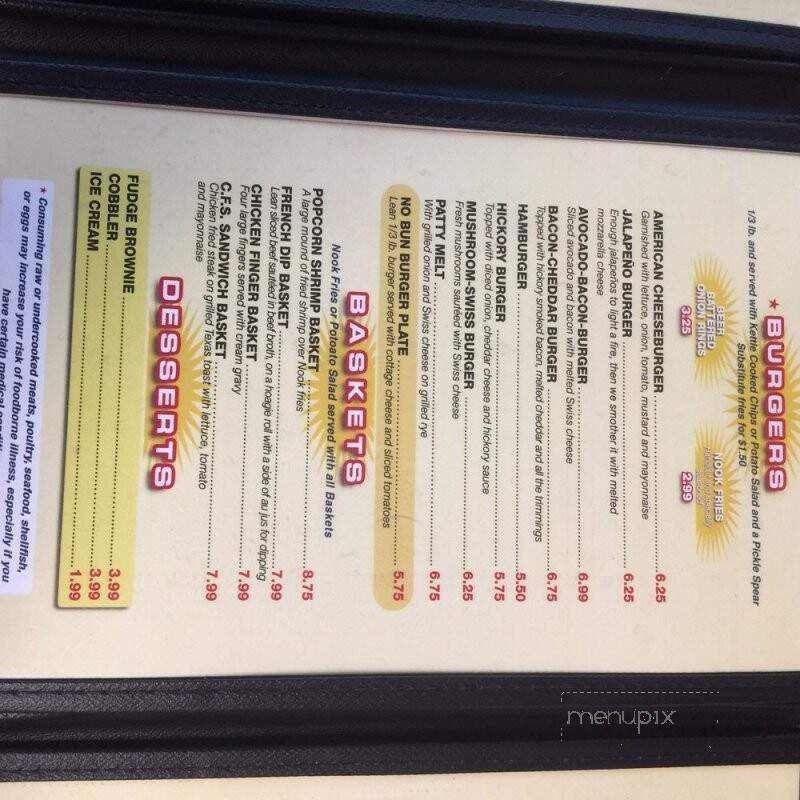 ★ BURGERS
1/3 lb. and served with Kettle Cooked Chips or Potato Salad and a Pickle Spear
Substitute fries for $1.50
BEER
BATTERED
ONION RINGS
3.25
NOOK FRIES
2.99
AMERICAN CHEESEBURGER 6.25
Garnished with lettuce, onion, tomato, mustard and mayonnaise
JALAPEÑO BURGER 6.25
Enough jalapeños to light a fire, then we smother it with melted
mozzarella cheese
AVOCADO-BACON-BURGER 6.99
Sliced avocado and bacon with melted Swiss cheese
BACON-CHEDDAR BURGER 6.75
Topped with hickory smoked bacon, melted cheddar and all the trimmings
HAMBURGER 5.50
HICKORY BURGER 5.75
Topped with diced onion, cheddar cheese and hickory sauce
MUSHROOM-SWISS BURGER 6.25
Fresh mushrooms sautéed with Swiss cheese
PATTY MELT 6.75
With grilled onion and Swiss cheese on grilled rye
NO BUN BURGER PLATE 5.75
Lean 1/3 lb. burger served with cottage cheese and sliced tomatoes
BASKETS
Nook Fries or Potoato Salad served with all Baskets
POPCORN SHRIMP BASKET 8.75
A large mound of fried shrimp over Nook fries
FRENCH DIP BASKET 7.99
Lean sliced beef sautéed in beef broth, on a hoagie roll with a side of au jus for dipping
CHICKEN FINGER BASKET 7.99
Four large fingers served with cream gravy
C.F.S. SANDWICH BASKET 7.99
Chicken fried steak on grilled Texas toast with lettuce, tomato
and mayonnaise
DESSERTS
FUDGE BROWNIE 3.99
COBBLER 3.99
ICE CREAM 1.99
* Consuming raw or undercooked meats, poultry, seafood, shellfish,
or eggs may increase your risk of foodborne illness, especially if you
have certain medical
menupix